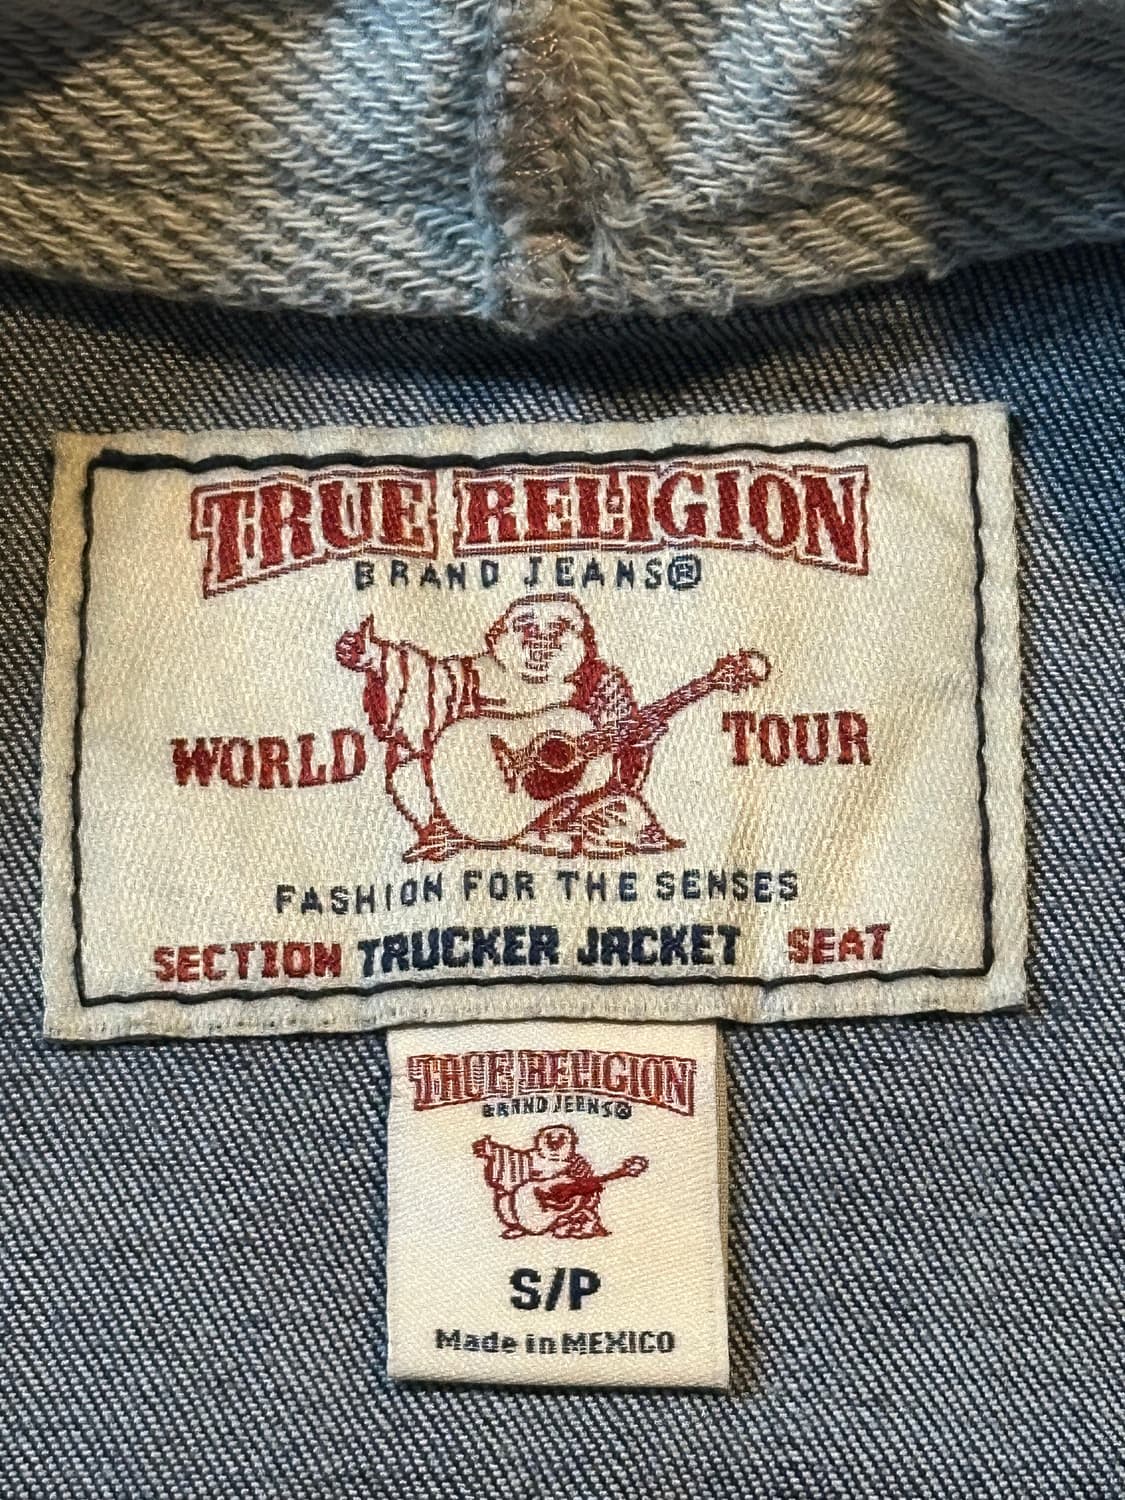 TRUE RELIGION
BRAND JEANS®
WORLD TOUR
FASHION FOR THE SENSES
SECTION TRUCKER JACKET SEAT
TRUE RELIGION
BRAND JEANS®
S/P
Made in MEXICO